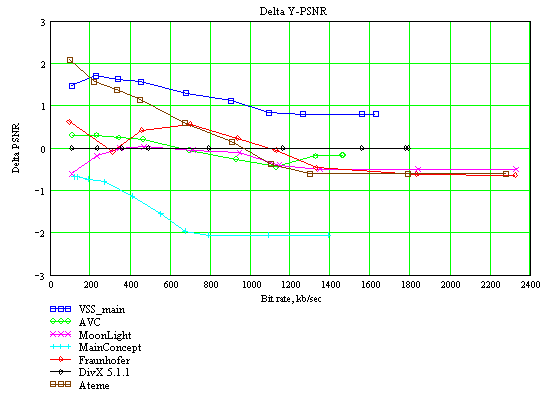 Delta Y-PSNR
3
2
1
0
−1
−2
−3
Delta PSNR
0 200 400 600 800 1000 1200 1400 1600 1800 2000 2200 2400
Bit rate, kb/sec
VSS_main
AVC
MoonLight
MainConcept
Fraunhofer
DivX 5.1.1
Ateme